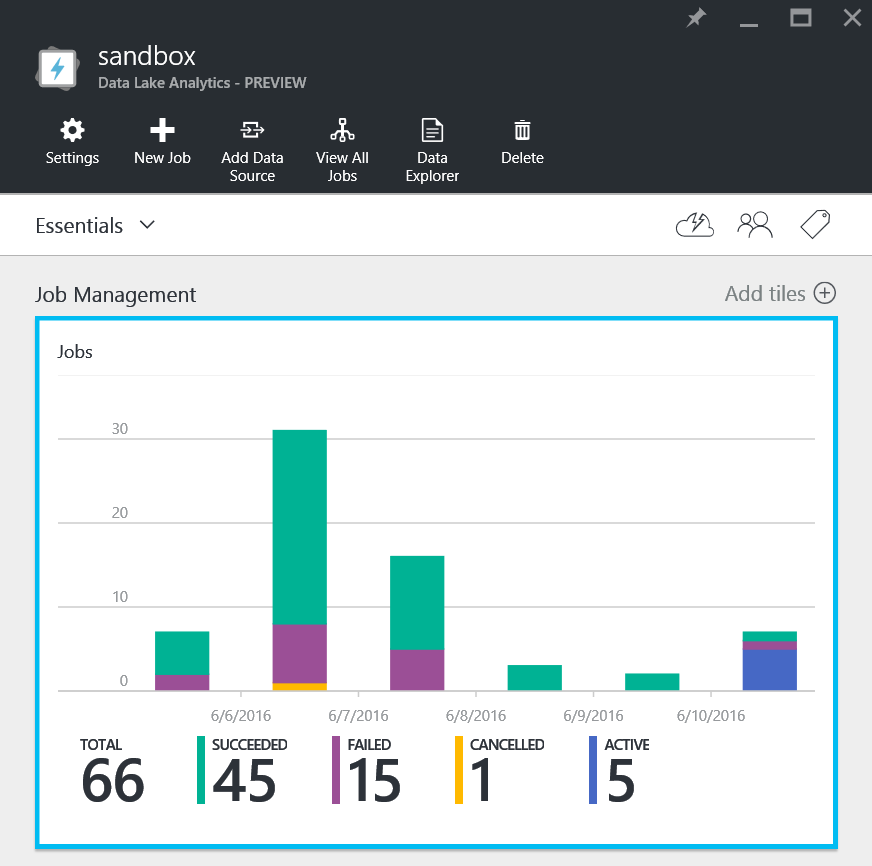 sandbox
Data Lake Analytics - PREVIEW
Settings
New Job
Add Data
Source
View All
Jobs
Data
Explorer
Delete
Essentials
Job Management
Add tiles
Jobs
30
20
10
0
6/6/2016
6/7/2016
6/8/2016
6/9/2016
6/10/2016
TOTAL
66
SUCCEEDED
45
FAILED
15
CANCELLED
1
ACTIVE
5